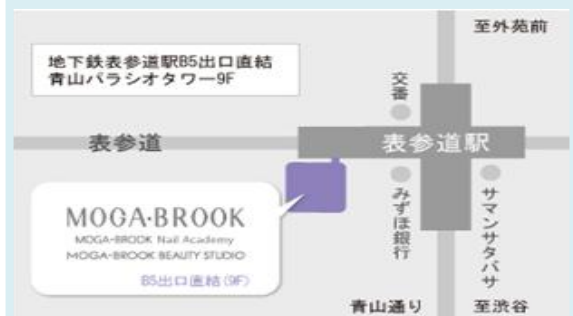 至外苑前
地下鉄表参道駅B5出口直結
青山パラシオタワー9F
交番
表参道
表参道駅
みずほ銀行
サマンサタバサ
MOGA·BROOK
MOGA-BROOK Nail Academy
MOGA-BROOK BEAUTY STUDIO
B5出口直結(9F)
青山通り
至渋谷